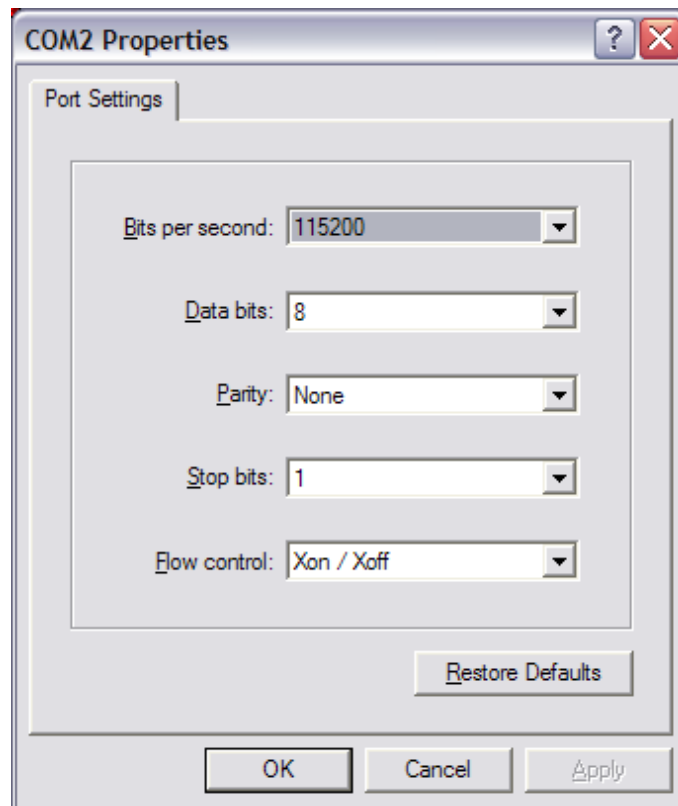 COM2 Properties
?
Port Settings
Bits per second: 115200
Data bits: 8
Parity: None
Stop bits: 1
Flow control: Xon / Xoff
Restore Defaults
OK Cancel Apply